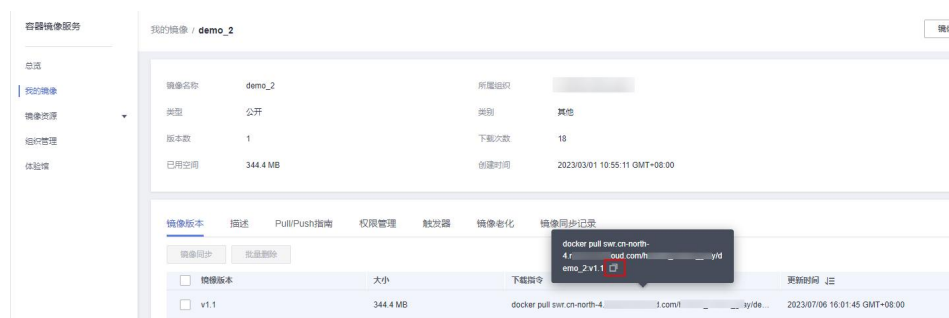 容器镜像服务
我的镜像 / demo_2
总览
我的镜像
镜像资源
组织管理
体验馆
镜像名称 demo_2 所属组织
类型 公开 类别 其他
版本数 1 下载次数 18
已用空间 344.4 MB 创建时间 2023/03/01 10:55:11 GMT+08:00
镜像版本 描述 Pull/Push指南 权限管理 触发器 镜像老化 镜像同步记录
镜像同步 批量删除
docker pull swr.cn-north-
4.r oud.com/h y/d
emo_2:v1.1
镜像版本 大小 下载指令 更新时间
v1.1 344.4 MB docker pull swr.cn-north-4. t.com/l ay/de... 2023/07/06 16:01:45 GMT+08:00